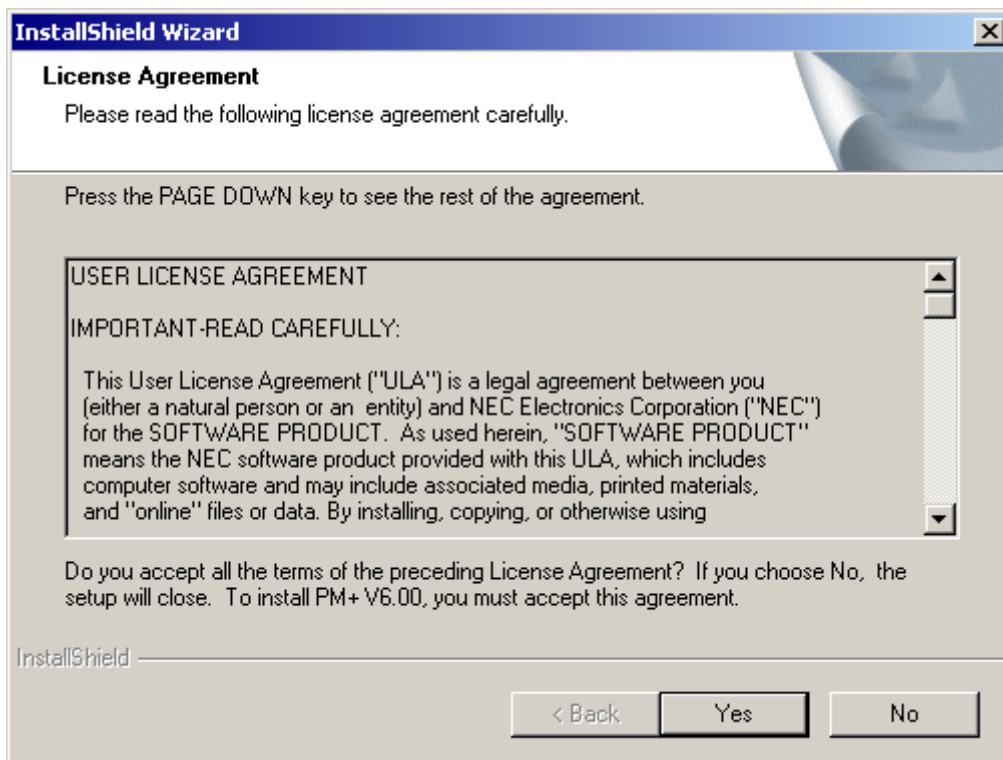 InstallShield Wizard
License Agreement
Please read the following license agreement carefully.
Press the PAGE DOWN key to see the rest of the agreement.
USER LICENSE AGREEMENT
IMPORTANT-READ CAREFULLY:
This User License Agreement ("ULA") is a legal agreement between you
(either a natural person or an  entity) and NEC Electronics Corporation ("NEC")
for the SOFTWARE PRODUCT.  As used herein, "SOFTWARE PRODUCT"
means the NEC software product provided with this ULA, which includes
computer software and may include associated media, printed materials,
and "online" files or data. By installing, copying, or otherwise using
Do you accept all the terms of the preceding License Agreement?  If you choose No,  the
setup will close.  To install PM+ V6.00, you must accept this agreement.
InstallShield
< Back
Yes
No